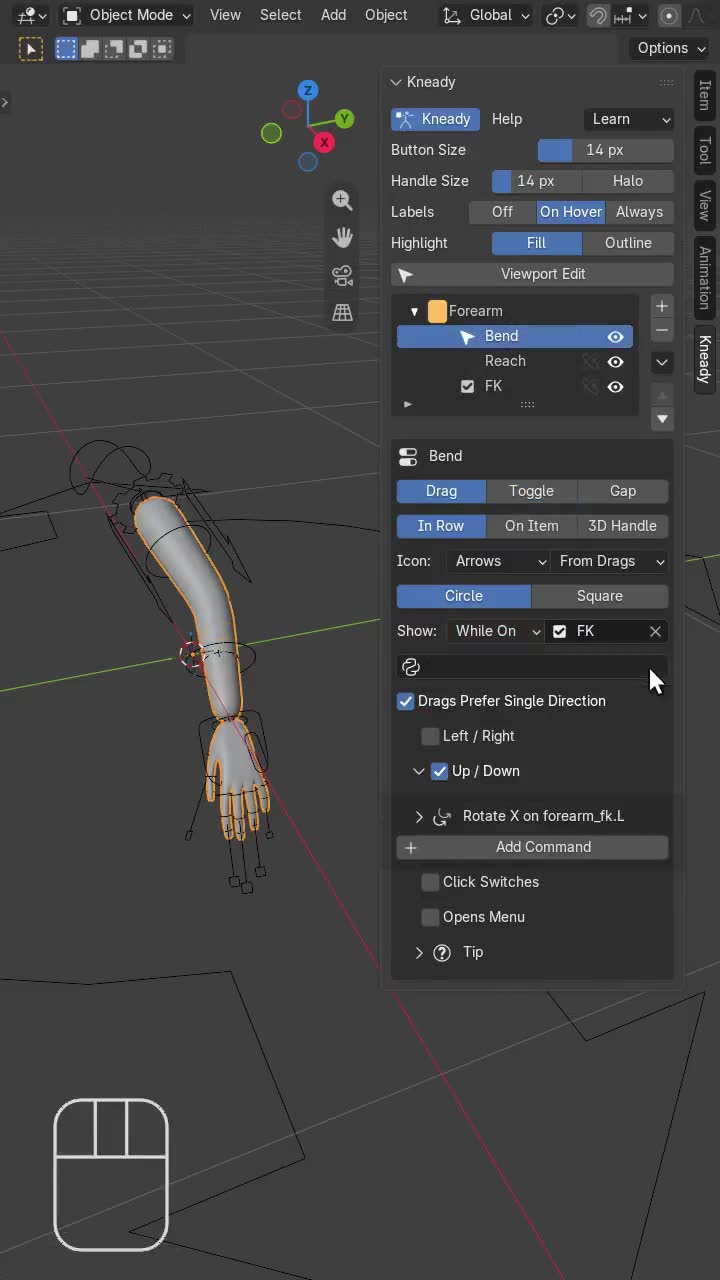 Object Mode View Select Add Object Global
Options
Kneady
Kneady Help Learn
Button Size 14 px
Handle Size 14 px Halo
Labels Off On Hover Always
Highlight Fill Outline
Viewport Edit
Forearm
Bend
Reach
FK
Bend
Drag Toggle Gap
In Row On Item 3D Handle
Icon: Arrows From Drags
Circle Square
Show: While On FK
Drags Prefer Single Direction
Left / Right
Up / Down
Rotate X on forearm_fk.L
Add Command
Click Switches
Opens Menu
Tip
Item
Tool
View
Animation
Kneady
Z
Y
X